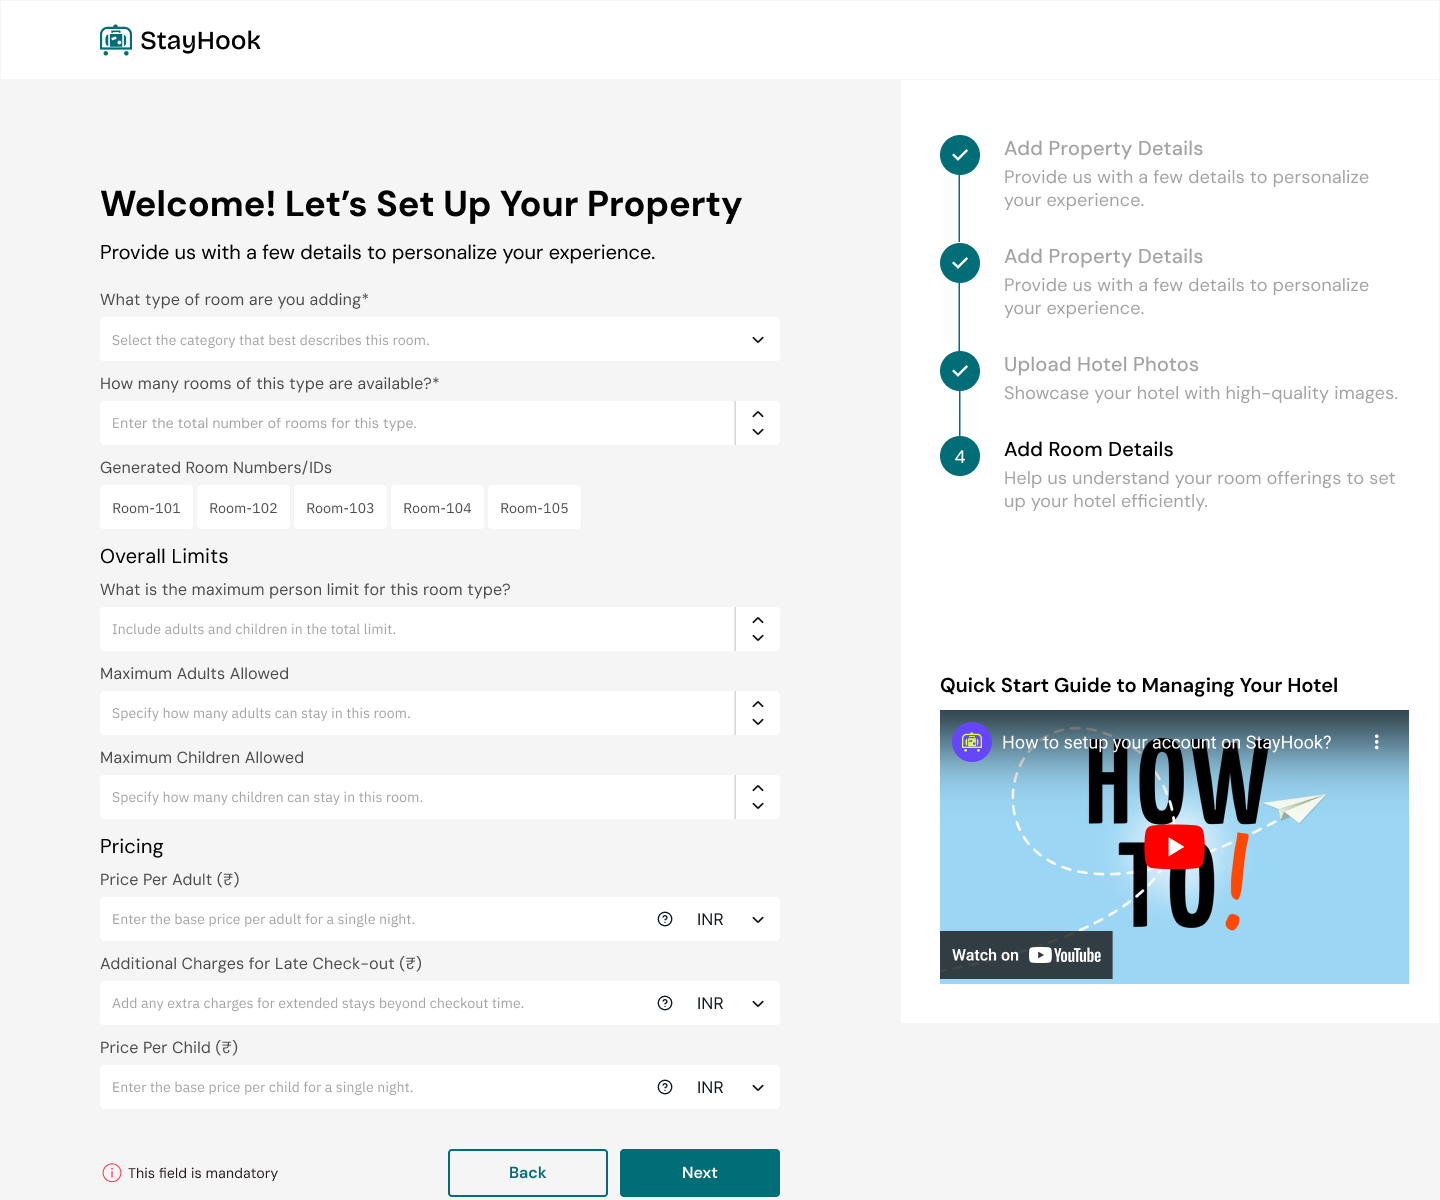 StayHook
Welcome! Let’s Set Up Your Property
Provide us with a few details to personalize your experience.
What type of room are you adding*
Select the category that best describes this room.
How many rooms of this type are available?*
Enter the total number of rooms for this type.
Generated Room Numbers/IDs
Room-101 Room-102 Room-103 Room-104 Room-105
Overall Limits
What is the maximum person limit for this room type?
Include adults and children in the total limit.
Maximum Adults Allowed
Specify how many adults can stay in this room.
Maximum Children Allowed
Specify how many children can stay in this room.
Pricing
Price Per Adult (₹)
Enter the base price per adult for a single night. INR
Additional Charges for Late Check-out (₹)
Add any extra charges for extended stays beyond checkout time. INR
Price Per Child (₹)
Enter the base price per child for a single night. INR
This field is mandatory
Back Next
Add Property Details
Provide us with a few details to personalize
your experience.
Add Property Details
Provide us with a few details to personalize
your experience.
Upload Hotel Photos
Showcase your hotel with high-quality images.
4 Add Room Details
Help us understand your room offerings to set
up your hotel efficiently.
Quick Start Guide to Managing Your Hotel
How to setup your account on StayHook?
HOW
TO!
Watch on YouTube